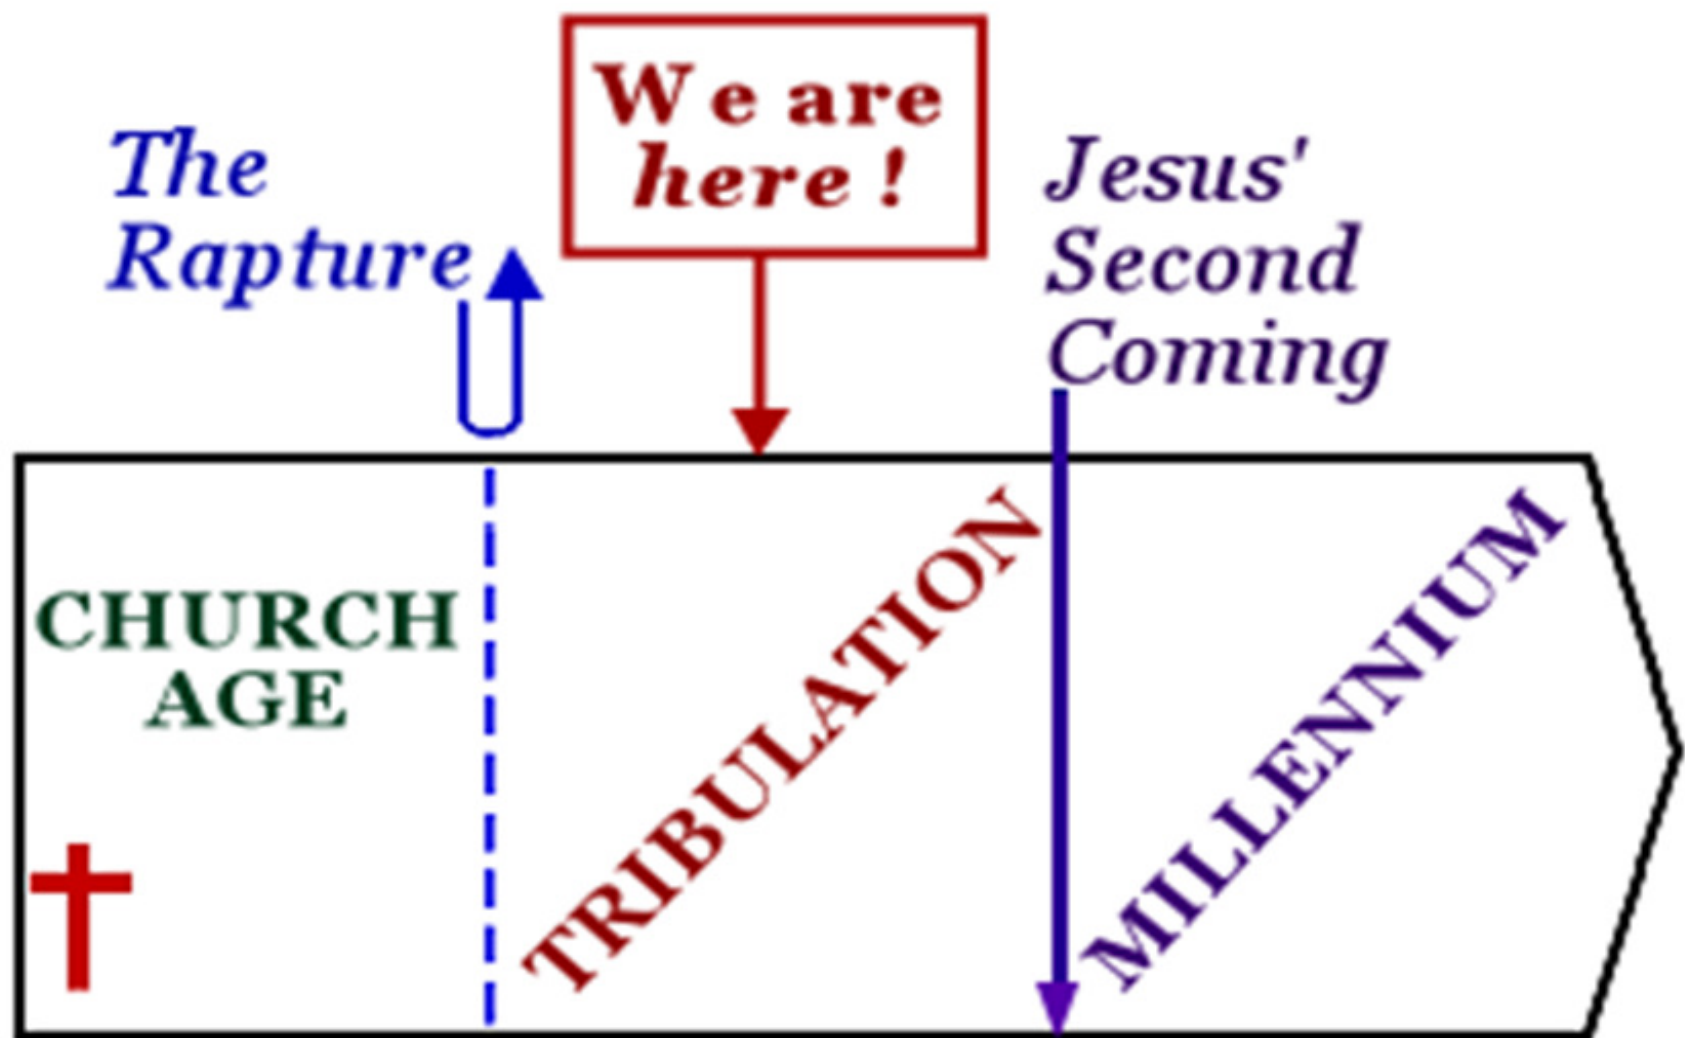 The
Rapture
We are
here !
Jesus'
Second
Coming
CHURCH
AGE
TRIBULATION
MILLENNIUM